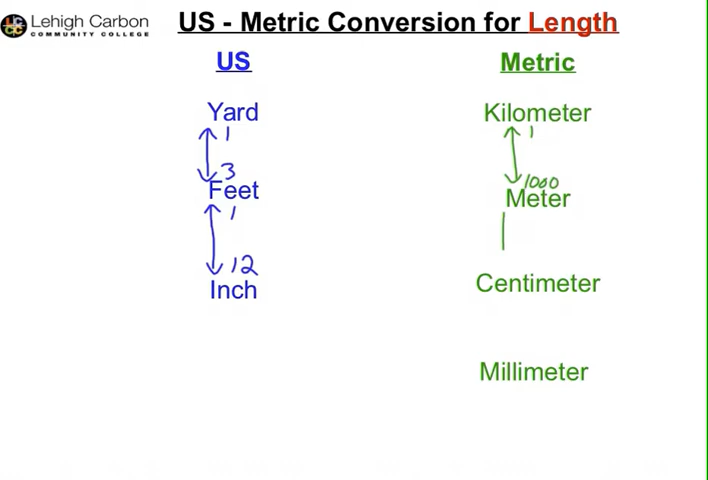 Lehigh Carbon
COMMUNITY COLLEGE
US - Metric Conversion for Length
US
Metric
Yard
Kilometer
1
1
3
1000
Feet
Meter
1
12
Inch
Centimeter
Millimeter